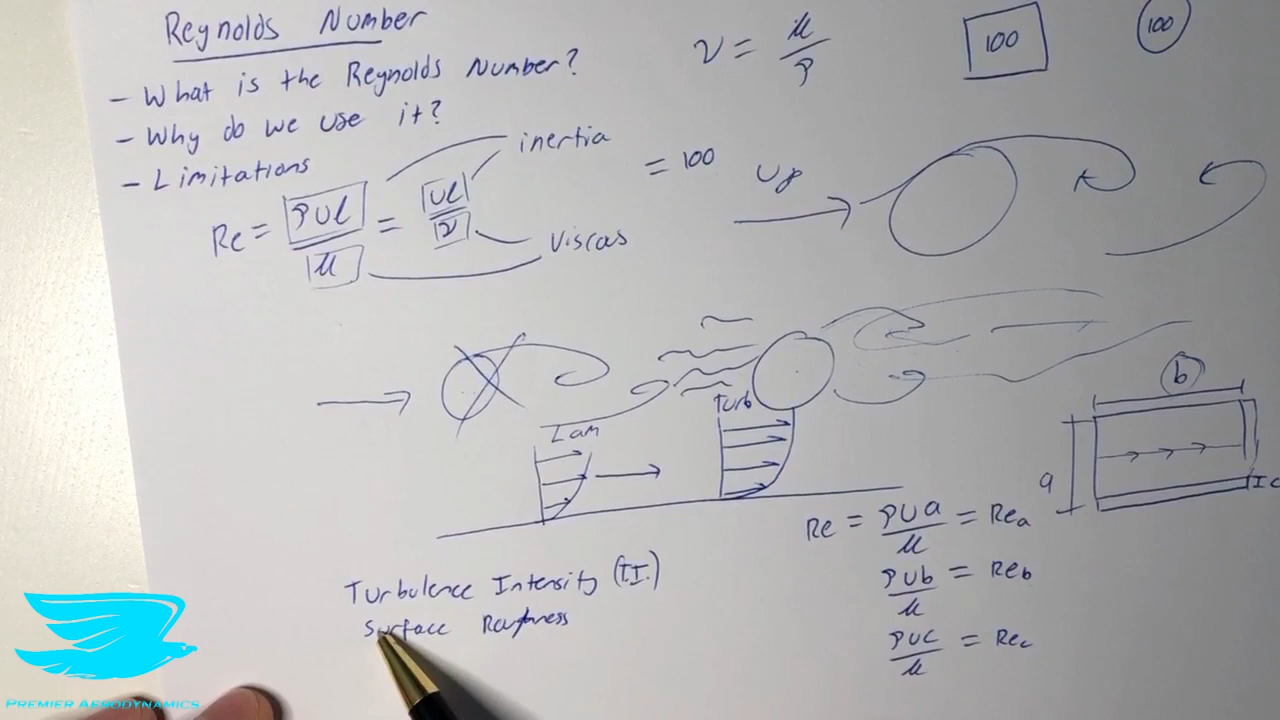 Reynolds Number
- What is the Reynolds Number?
- Why do we use it?
- Limitations
Re = ρUl / μ = Ul / ν
inertia
viscas
= 100
ν = μ / ρ
100
100
U∞
Lam
Turb
b
a
Re = ρUa / μ = Rea
ρUb / μ = Reb
ρUc / μ = Rec
Turbulence Intensity (T.I.)
Surface Roughness
PREMIER AERODYNAMICS